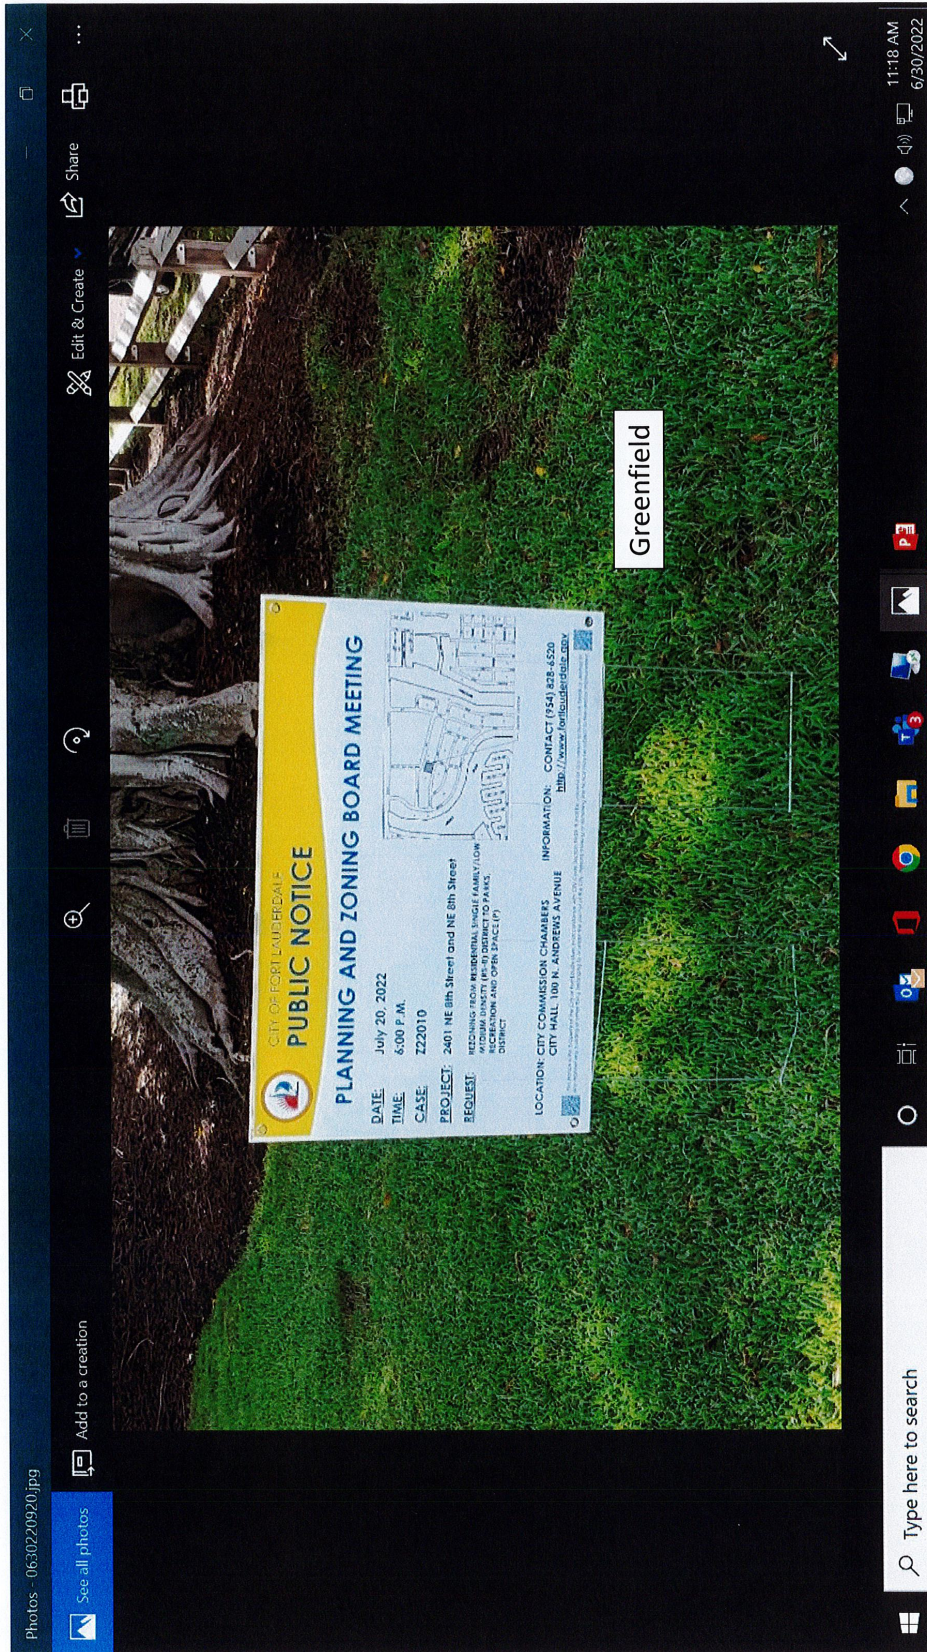 Photos - 0630220920.jpg
See all photos
Add to a creation
Edit & Create
Share
CITY OF FORT LAUDERDALE
PUBLIC NOTICE
PLANNING AND ZONING BOARD MEETING
DATE: July 20, 2022
TIME: 6:00 P.M.
CASE: Z22010
PROJECT: 2401 NE 8th Street and NE 8th Street
REQUEST: REZONING FROM RESIDENTIAL SINGLE FAMILY/LOW
MEDIUM DENSITY (RS-8) DISTRICT TO PARKS,
RECREATION AND OPEN SPACE (P)
DISTRICT
LOCATION: CITY COMMISSION CHAMBERS
CITY HALL, 100 N. ANDREWS AVENUE
INFORMATION: CONTACT (954) 828-6520
http://www.fortlauderdale.gov
Greenfield
Type here to search
11:18 AM
6/30/2022